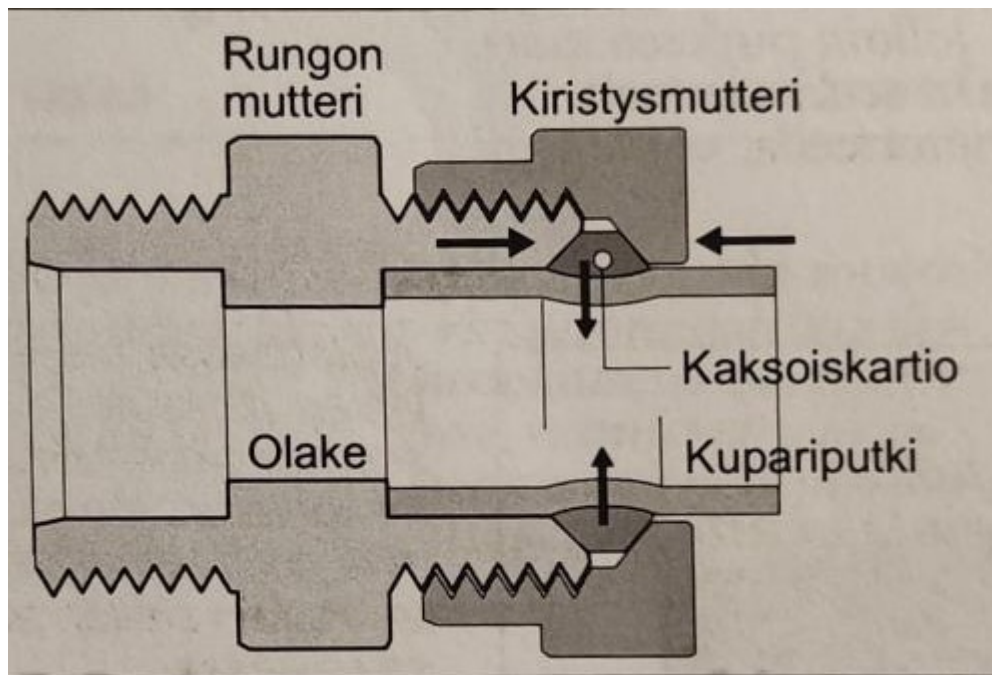 Rungon
mutteri
Kiristysmutteri
Kaksoiskartio
Olake
Kupariputki